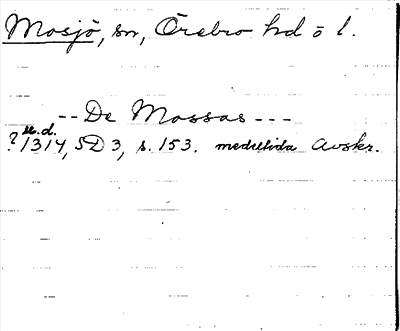 Mosjö, sn, Örebro hd o l.
-- De Mossas ---
u.d.
? 1314, SD 3, s. 153. medeltida Avskr.